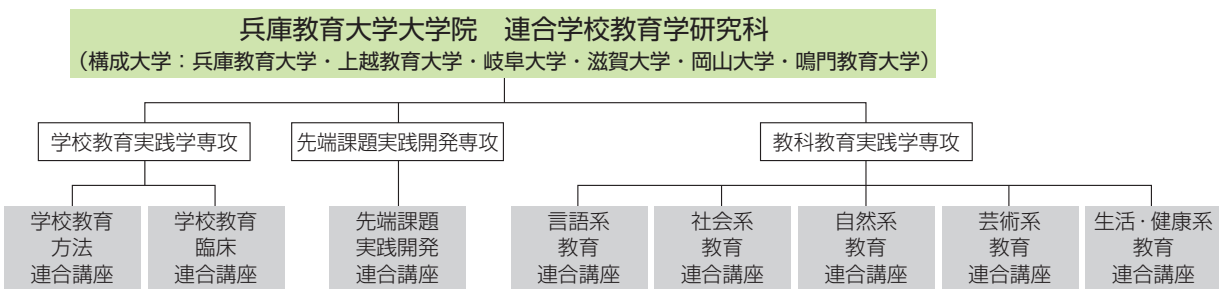 兵庫教育大学大学院　連合学校教育学研究科
（構成大学：兵庫教育大学・上越教育大学・岐阜大学・滋賀大学・岡山大学・鳴門教育大学）
学校教育実践学専攻
先端課題実践開発専攻
教科教育実践学専攻
学校教育
方法
連合講座
学校教育
臨床
連合講座
先端課題
実践開発
連合講座
言語系
教育
連合講座
社会系
教育
連合講座
自然系
教育
連合講座
芸術系
教育
連合講座
生活・健康系
教育
連合講座